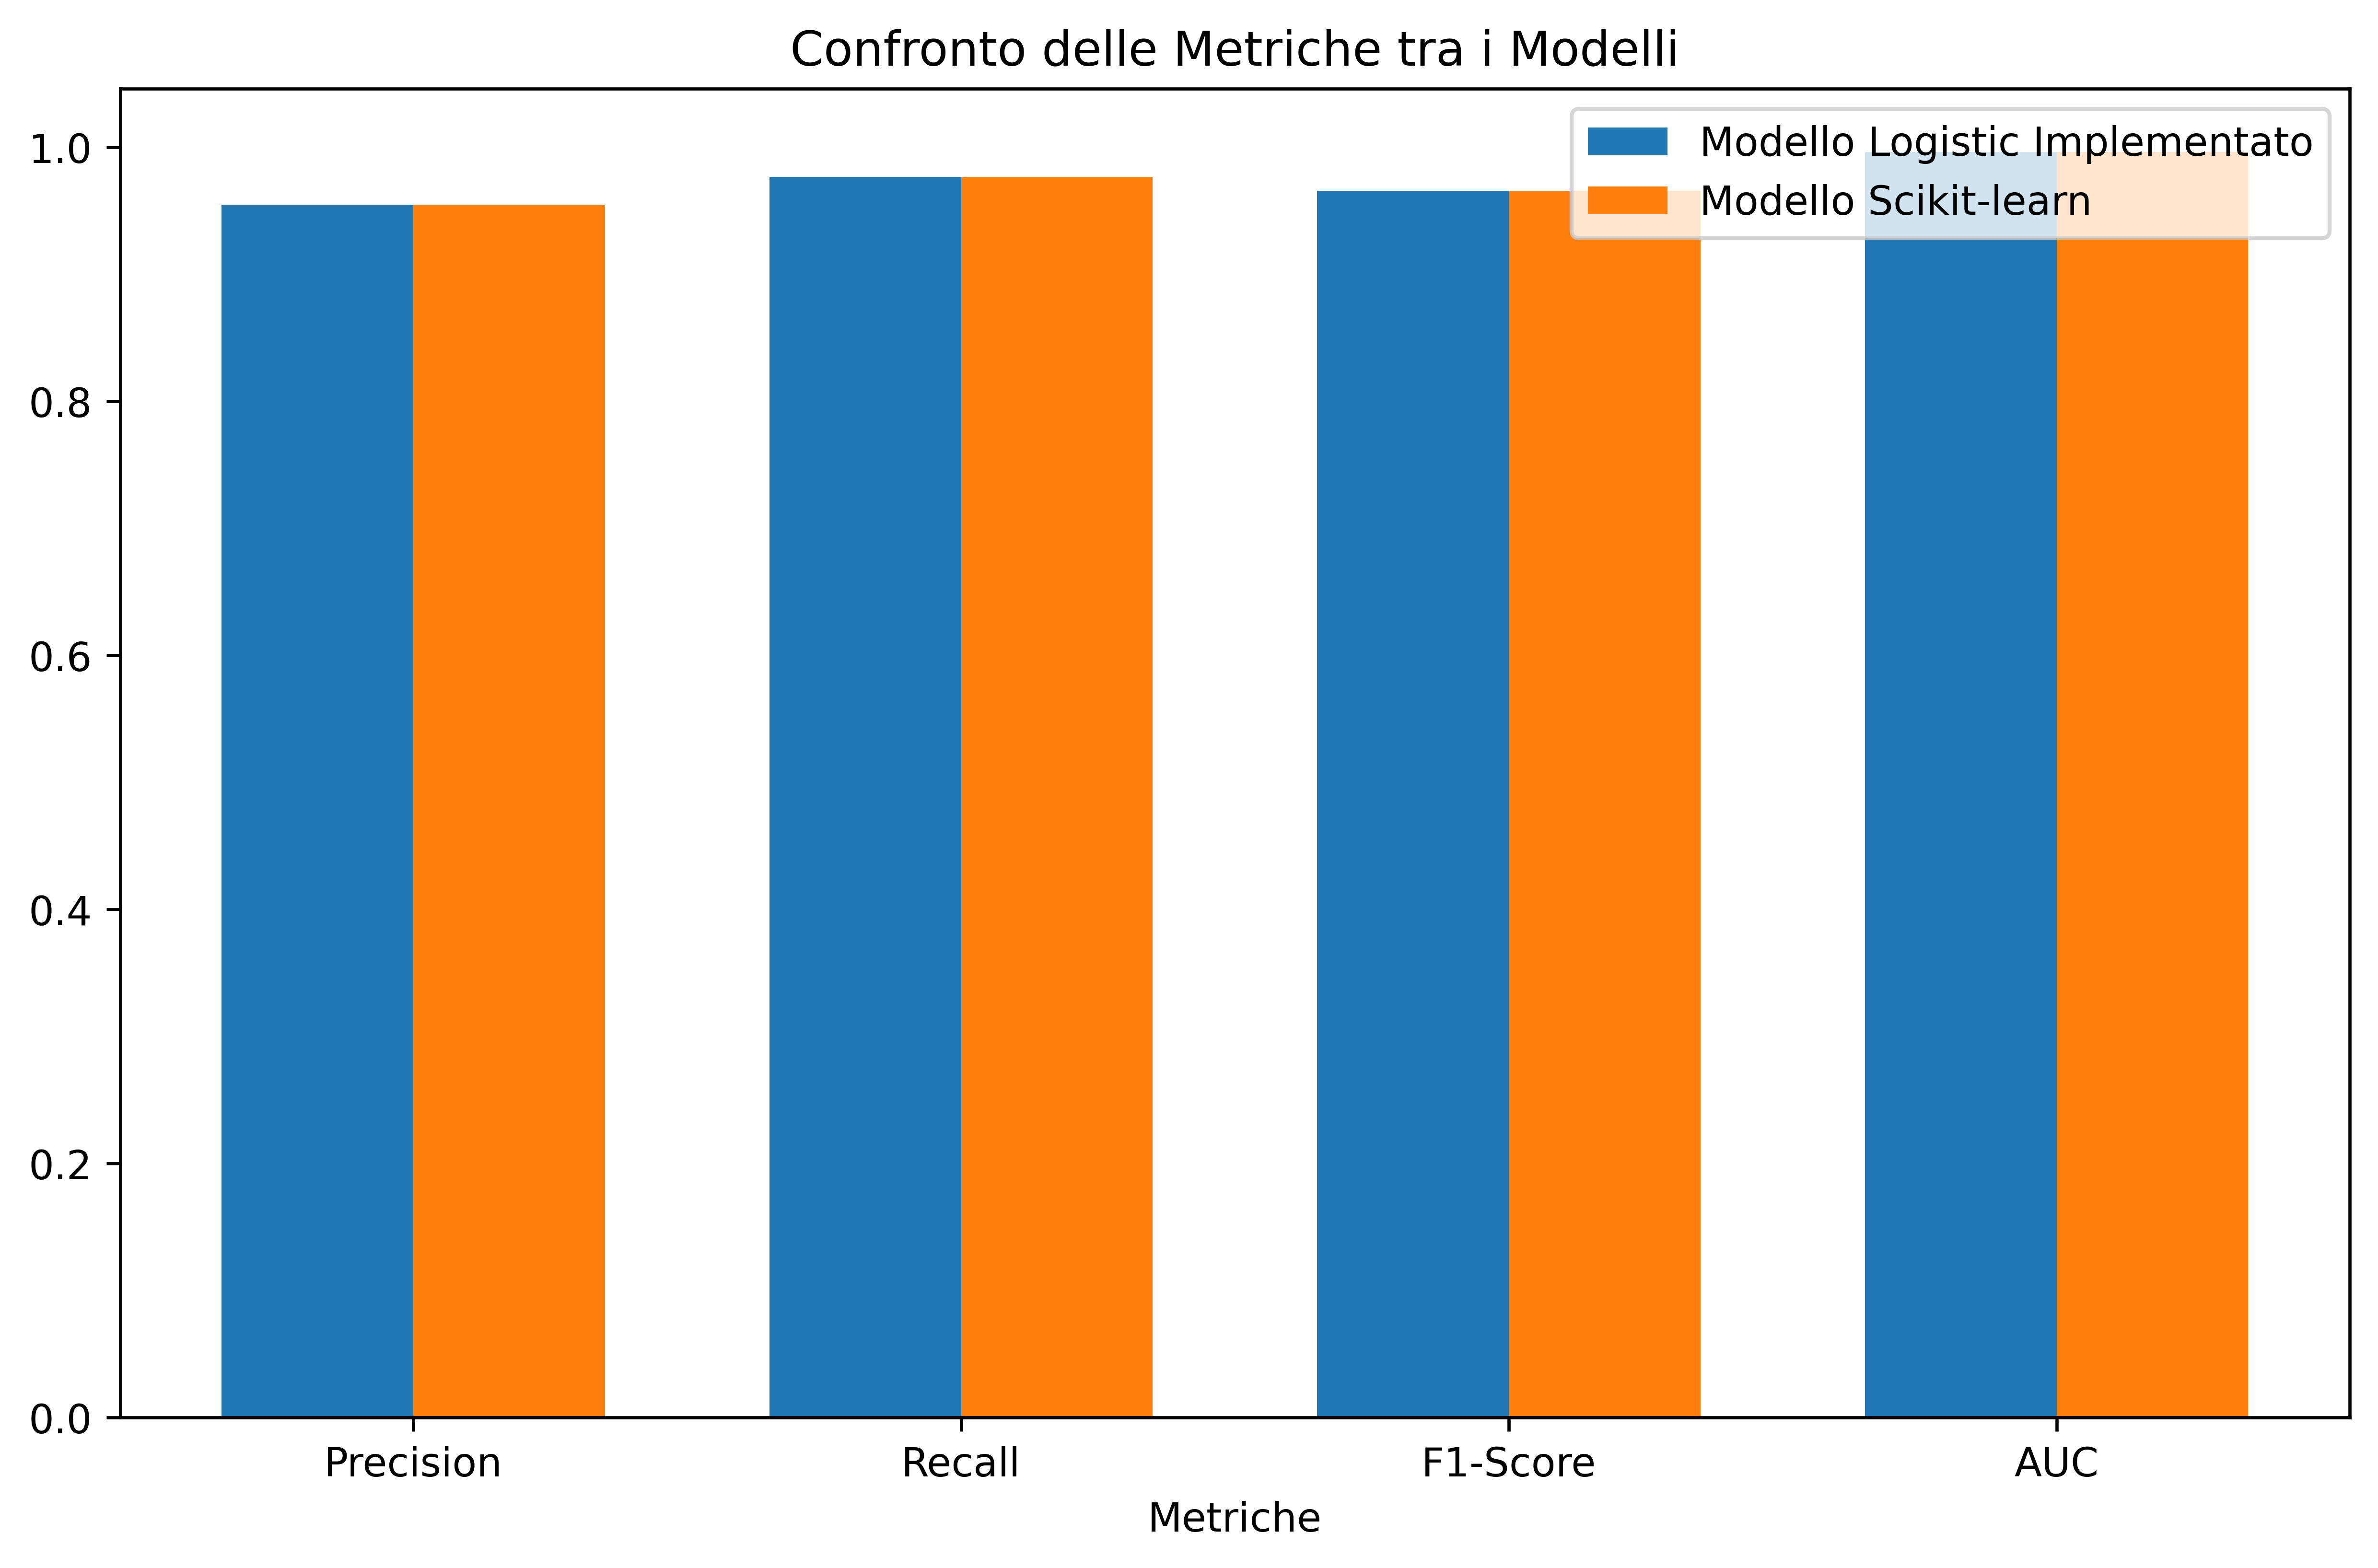 Confronto delle Metriche tra i Modelli
Modello Logistic Implementato
Modello Scikit-learn
1.0
0.8
0.6
0.4
0.2
0.0
Precision
Recall
F1-Score
AUC
Metriche